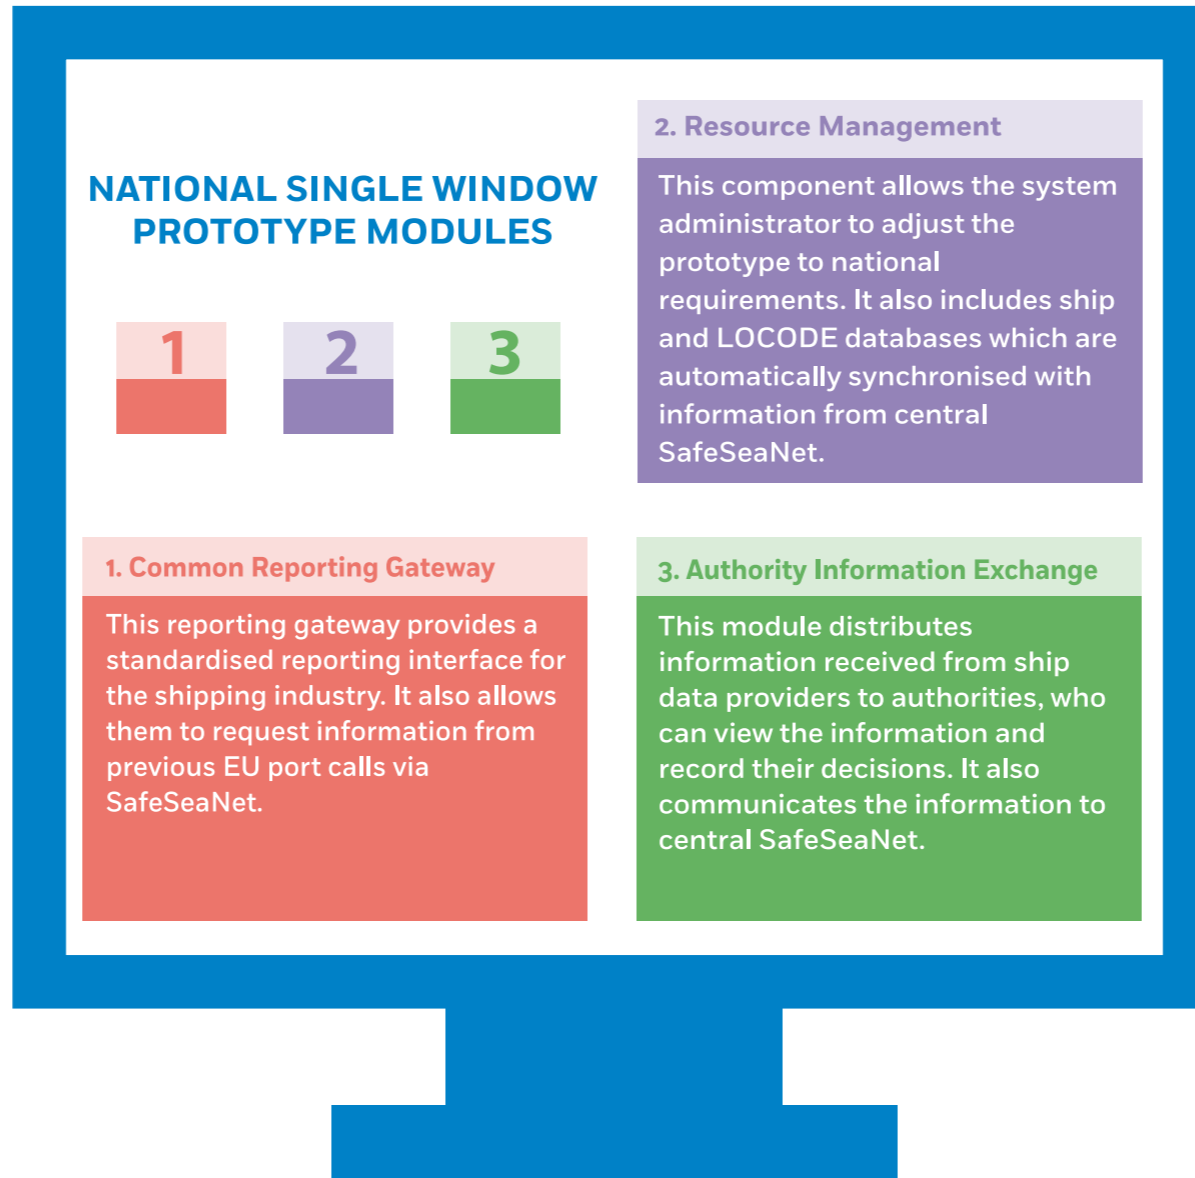 NATIONAL SINGLE WINDOW
PROTOTYPE MODULES
1
2
3
1. Common Reporting Gateway
This reporting gateway provides a
standardised reporting interface for
the shipping industry. It also allows
them to request information from
previous EU port calls via
SafeSeaNet.
2. Resource Management
This component allows the system
administrator to adjust the
prototype to national
requirements. It also includes ship
and LOCODE databases which are
automatically synchronised with
information from central
SafeSeaNet.
3. Authority Information Exchange
This module distributes
information received from ship
data providers to authorities, who
can view the information and
record their decisions. It also
communicates the information to
central SafeSeaNet.